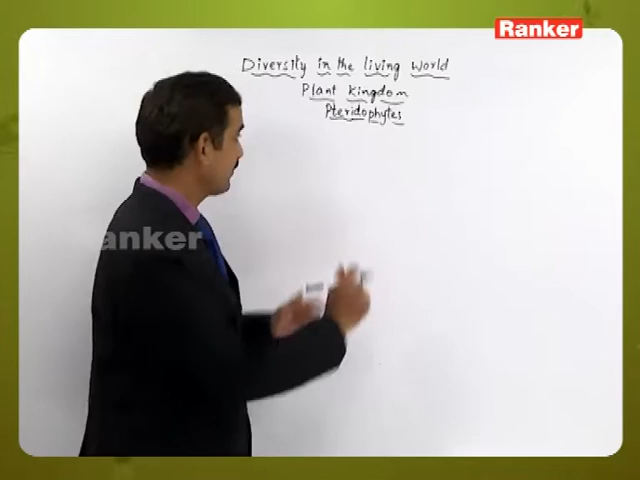 Ranker
Diversity in the living world
Plant Kingdom
Pteridophytes
anker